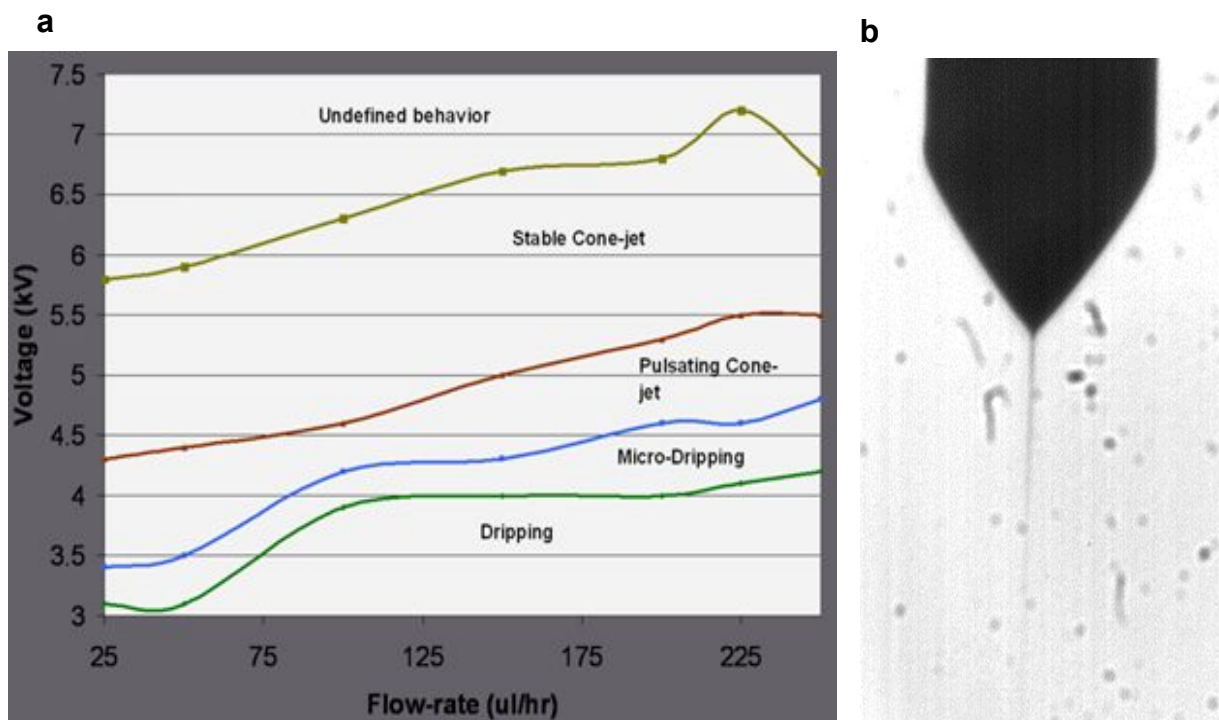 a
b
7.5
Undefined behavior
7
6.5
Stable Cone-jet
6
5.5
Pulsating Cone-
jet
5
4.5
Micro-Dripping
4
Dripping
3.5
3
Voltage (kV)
25 75 125 175 225
Flow-rate (ul/hr)